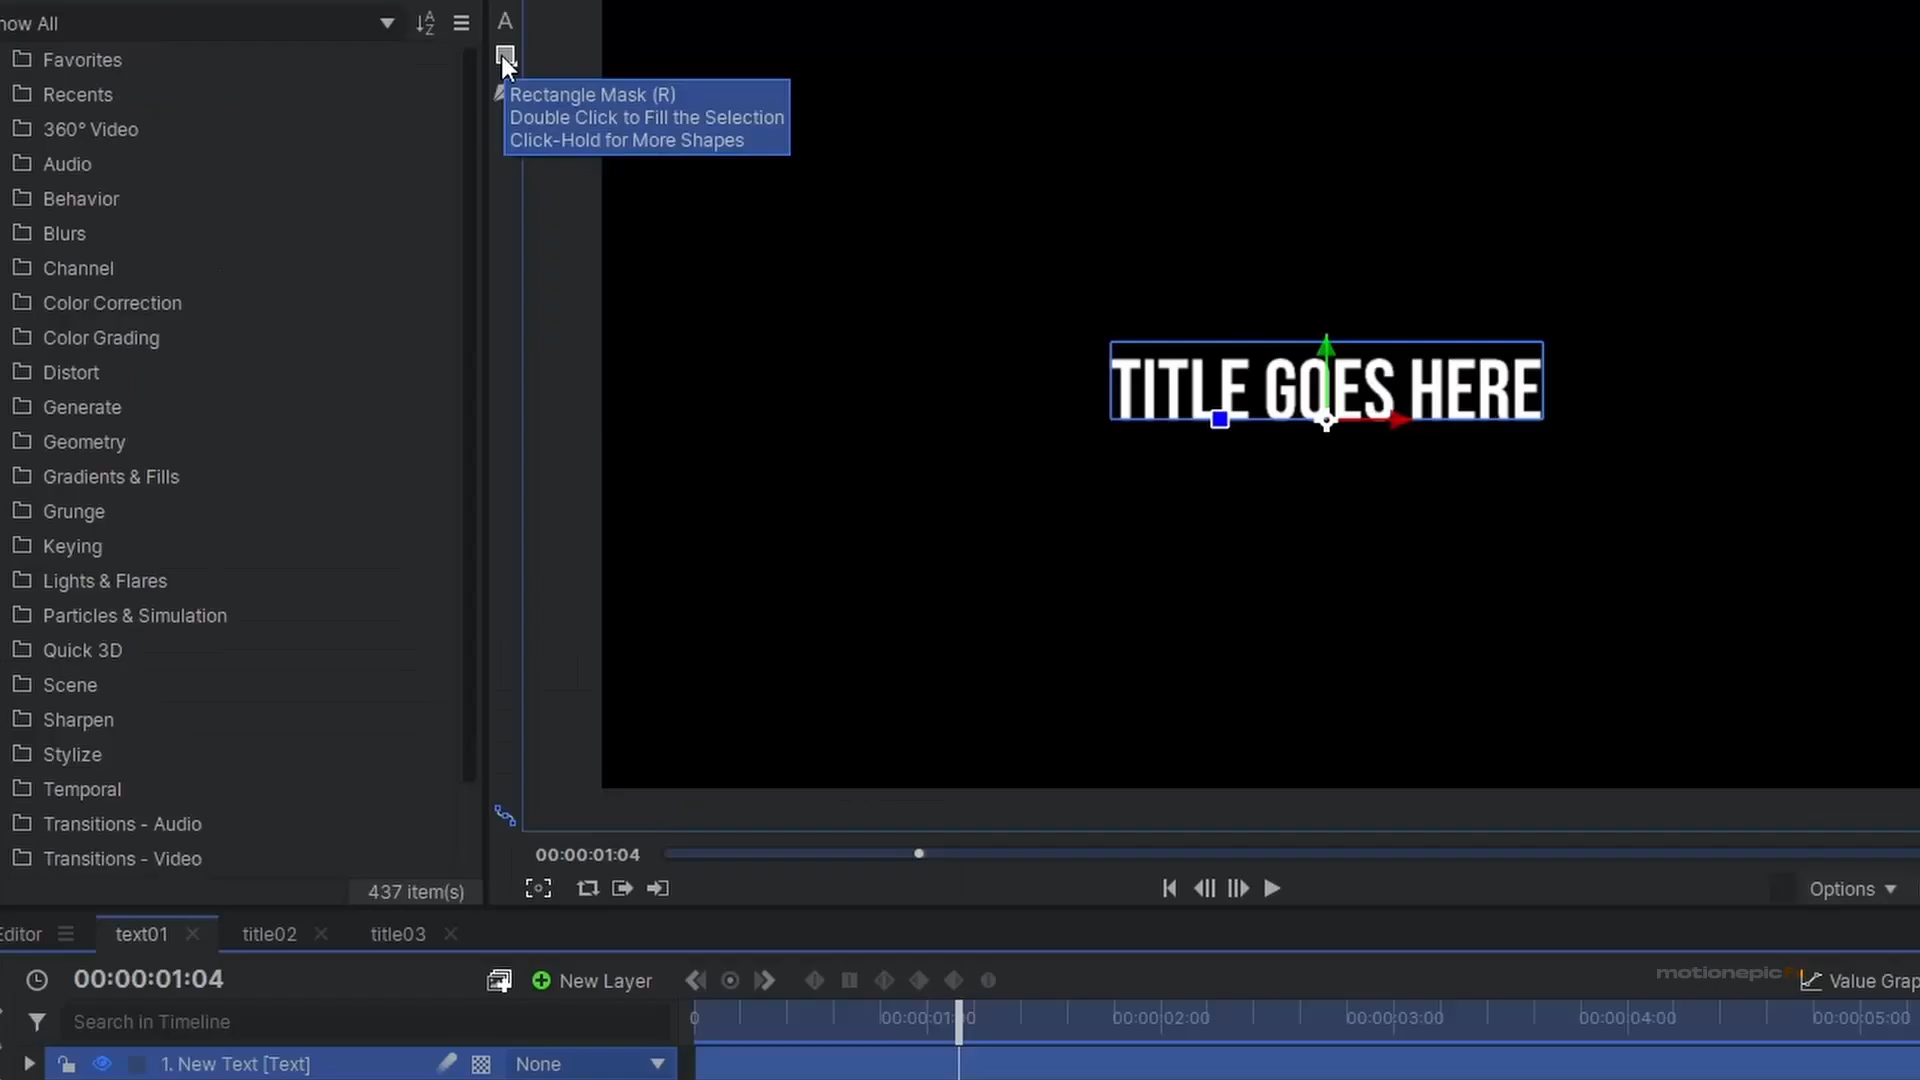 how All
A
Favorites
Recents
360° Video
Audio
Behavior
Blurs
Channel
Color Correction
Color Grading
Distort
Generate
Geometry
Gradients & Fills
Grunge
Keying
Lights & Flares
Particles & Simulation
Quick 3D
Scene
Sharpen
Stylize
Temporal
Transitions - Audio
Transitions - Video
437 item(s)
Rectangle Mask (R)
Double Click to Fill the Selection
Click-Hold for More Shapes
TITLE GOES HERE
00:00:01:04
Options
Editor
text01
title02
title03
00:00:01:04
New Layer
motionepic
Value Grap
Search in Timeline
0
00:00:02:00
00:00:03:00
00:00:04:00
00:00:05:00
1. New Text [Text]
None